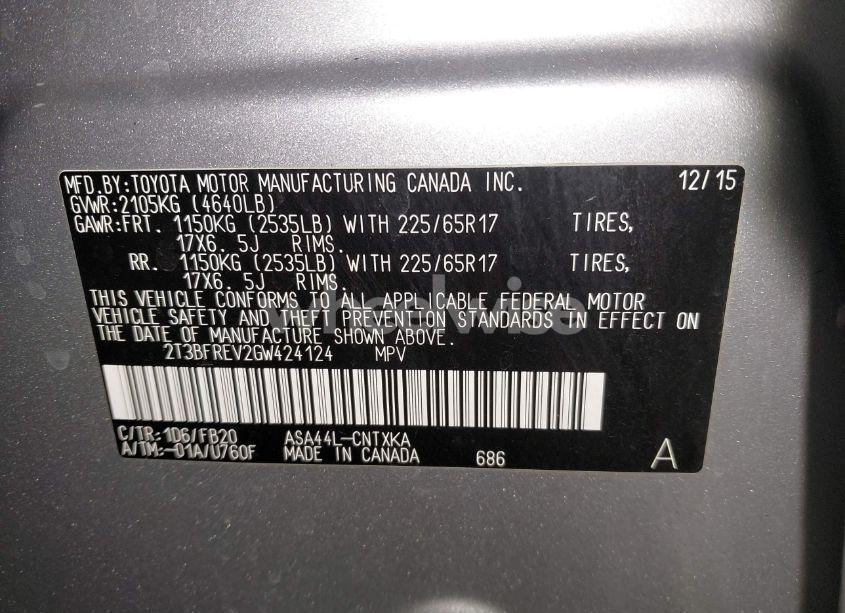 MFD.BY:TOYOTA MOTOR MANUFACTURING CANADA INC. 12/15
GVWR:2105KG (4640LB)
GAWR:FRT. 1150KG (2535LB) WITH 225/65R17 TIRES,
17X6.5J RIMS.
RR. 1150KG (2535LB) WITH 225/65R17 TIRES,
17X6.5J RIMS.
THIS VEHICLE CONFORMS TO ALL APPLICABLE FEDERAL MOTOR
VEHICLE SAFETY AND THEFT PREVENTION STANDARDS IN EFFECT ON
THE DATE OF MANUFACTURE SHOWN ABOVE.
2T3BFREV2GW424124 MPV
C/TR:1D6/FB20 ASA44L-CNTXKA
A/TM:-01A/U760F MADE IN CANADA 686 A
wheelwise